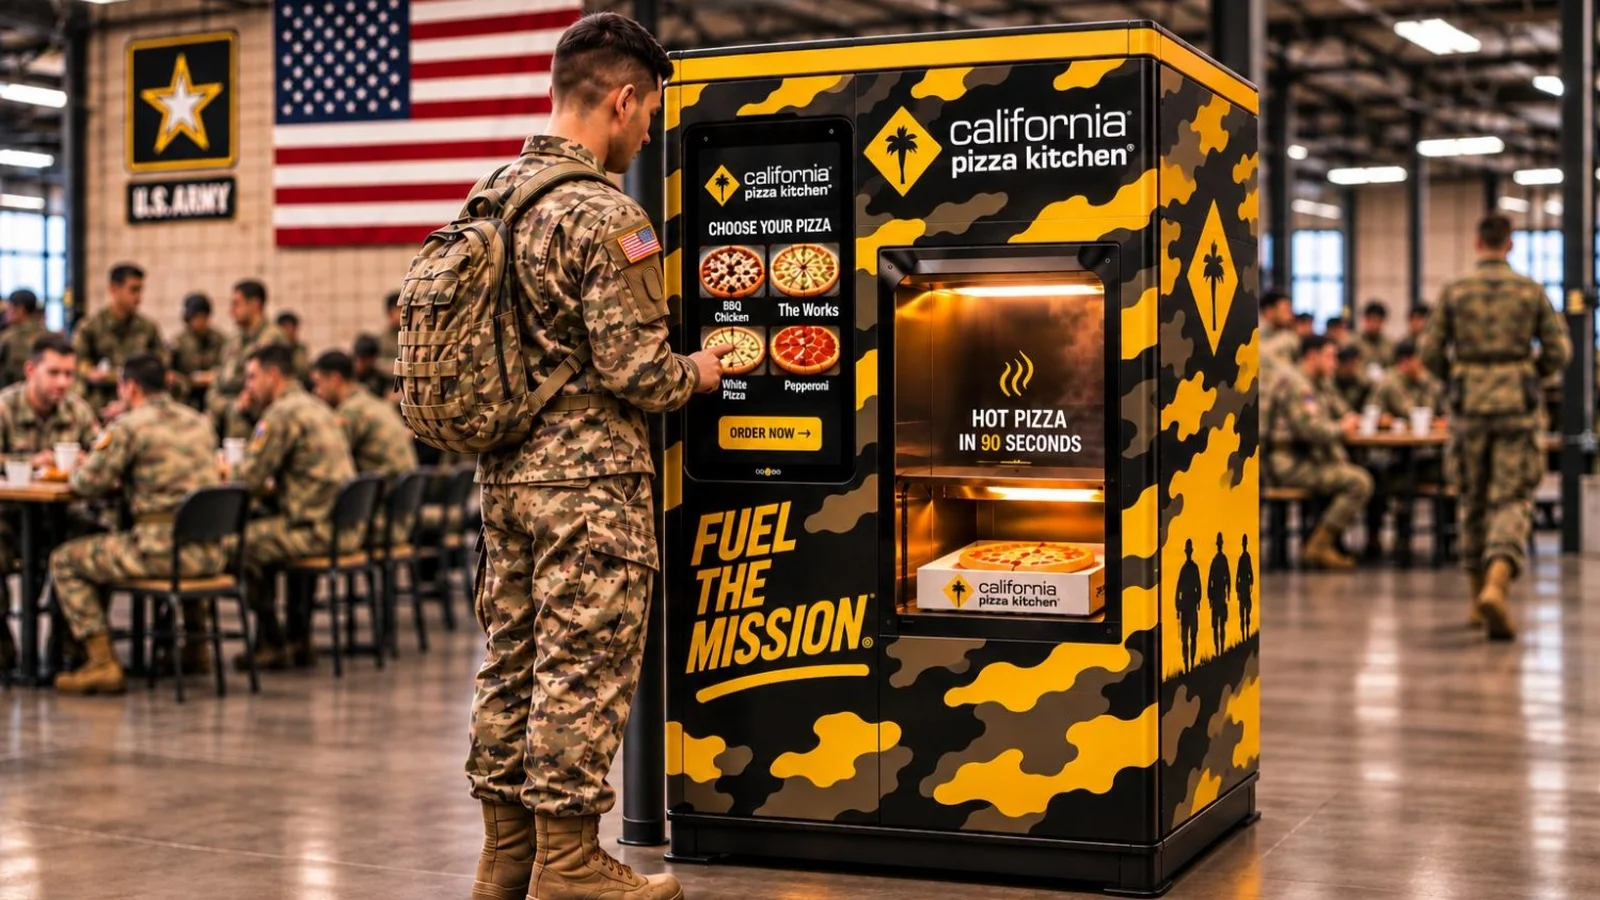 U.S. ARMY
california
pizza kitchen
CHOOSE YOUR PIZZA
BBQ
Chicken
The Works
White
Pizza
Pepperoni
ORDER NOW →
california®
pizza kitchen®
HOT PIZZA
IN 90 SECONDS
california
pizza kitchen
FUEL
THE
MISSION®